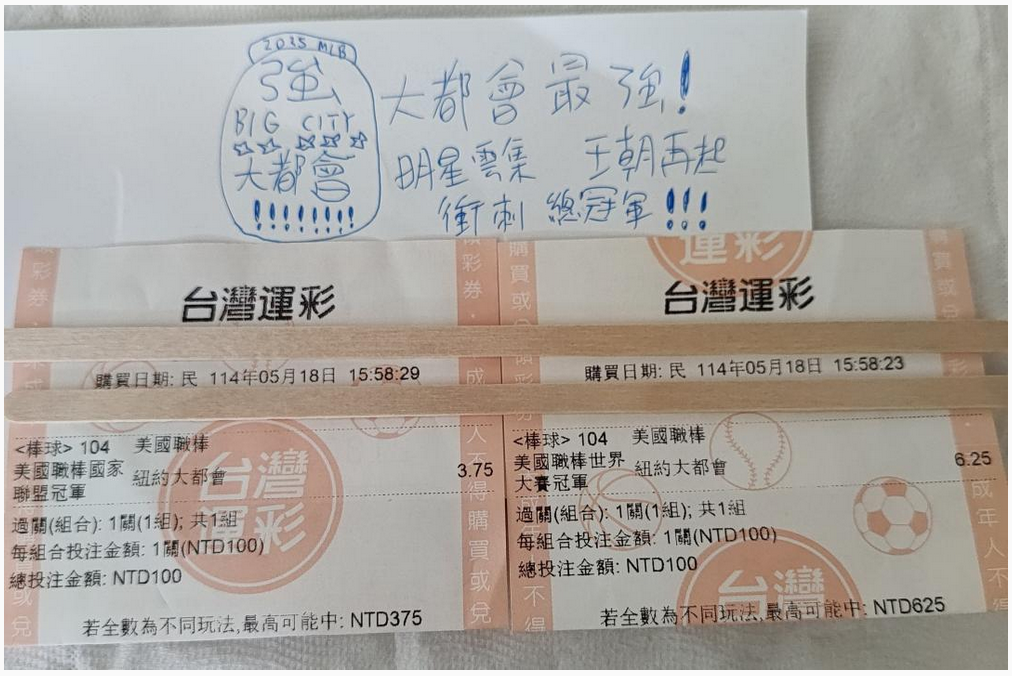 2025 MLB
強
BIG CITY
大都會
!!!!!!!!
大都會最強!
明星雲集 王朝再起
衝刺總冠軍!!!
台灣運彩
購買日期: 民 114年05月18日 15:58:29
<棒球> 104 美國職棒
美國職棒國家
聯盟冠軍 紐約大都會 3.75
過關(組合): 1關(1組); 共1組
每組合投注金額: 1關(NTD100)
總投注金額: NTD100
若全數為不同玩法,最高可能中: NTD375
台灣
運彩
運彩
台灣運彩
購買日期: 民 114年05月18日 15:58:23
<棒球> 104 美國職棒
美國職棒世界
大賽冠軍 紐約大都會 6.25
過關(組合): 1關(1組); 共1組
每組合投注金額: 1關(NTD100)
總投注金額: NTD100
若全數為不同玩法,最高可能中: NTD625
台灣